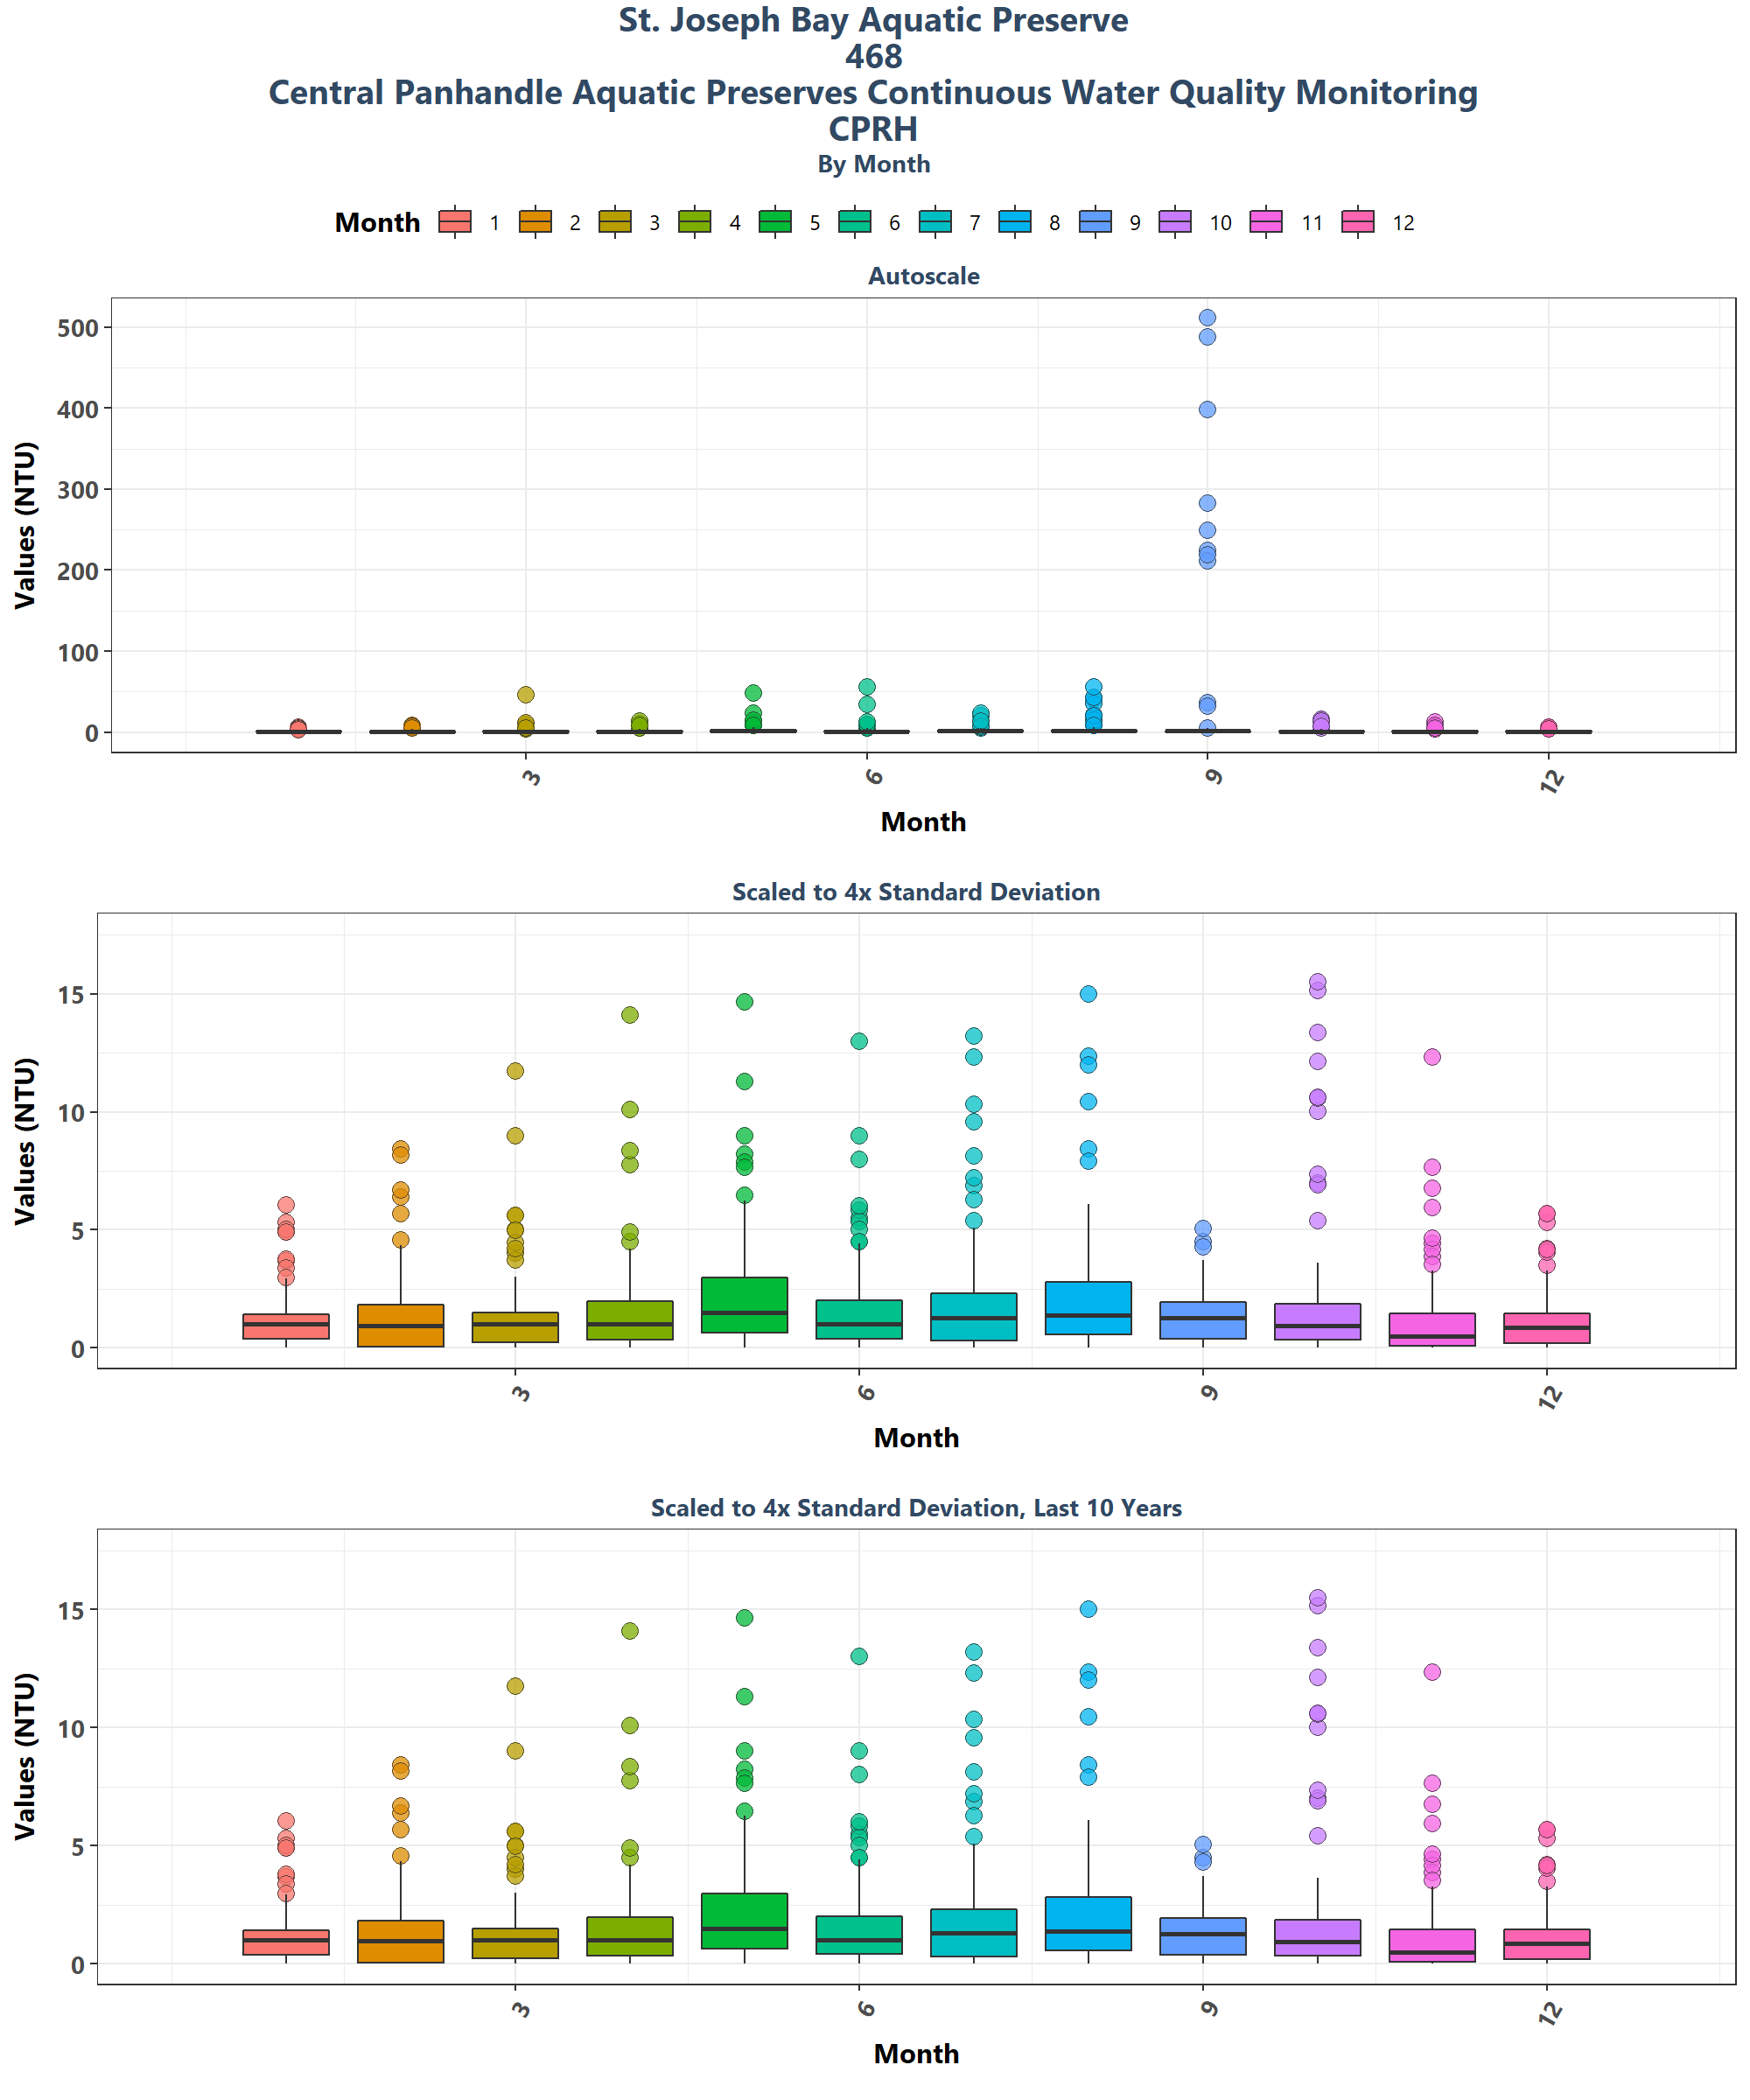 St. Joseph Bay Aquatic Preserve
468
Central Panhandle Aquatic Preserves Continuous Water Quality Monitoring
CPRH
By Month
Month 1 2 3 4 5 6 7 8 9 10 11 12
Autoscale
Values (NTU)
500
400
300
200
100
0
3 6 9 12
Month
Scaled to 4x Standard Deviation
Values (NTU)
15
10
5
0
3 6 9 12
Month
Scaled to 4x Standard Deviation, Last 10 Years
Values (NTU)
15
10
5
0
3 6 9 12
Month